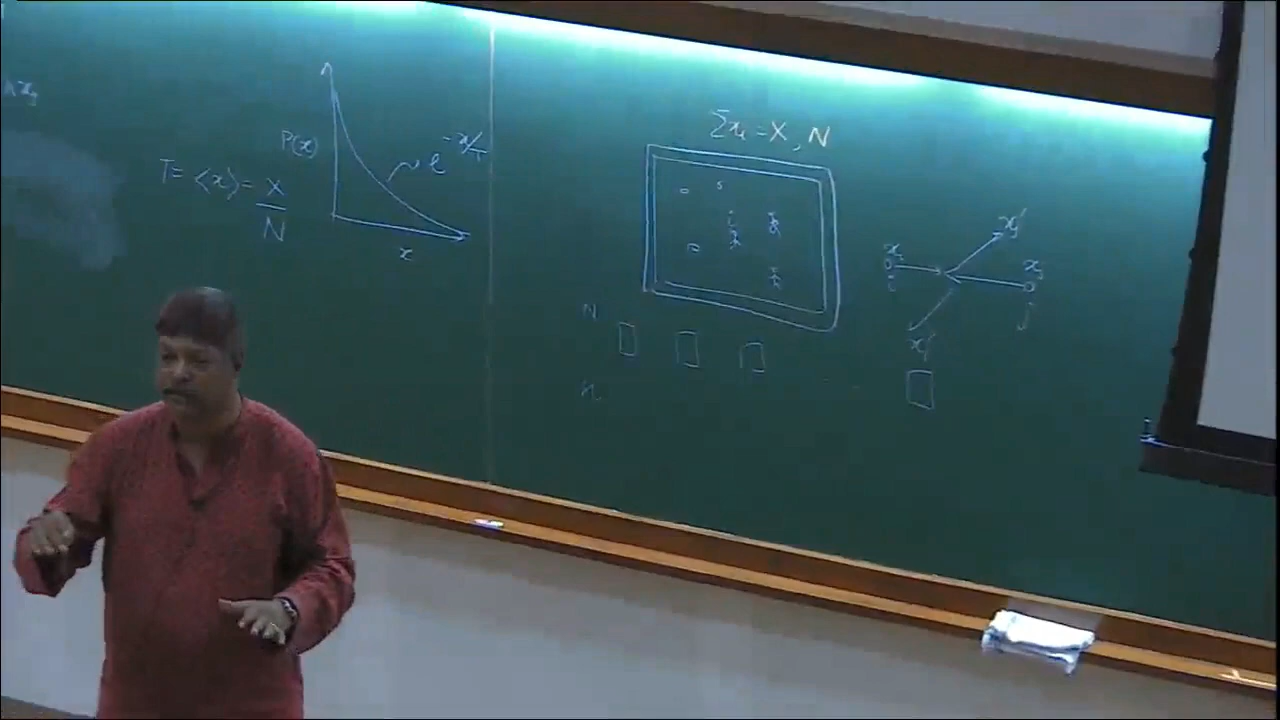 P(x)
~ e^{-x/T}
T = <x> = X/N
x
Σxᵢ = X, N
xᵢ
i
xⱼ
j
xⱼ′
xᵢ′
N